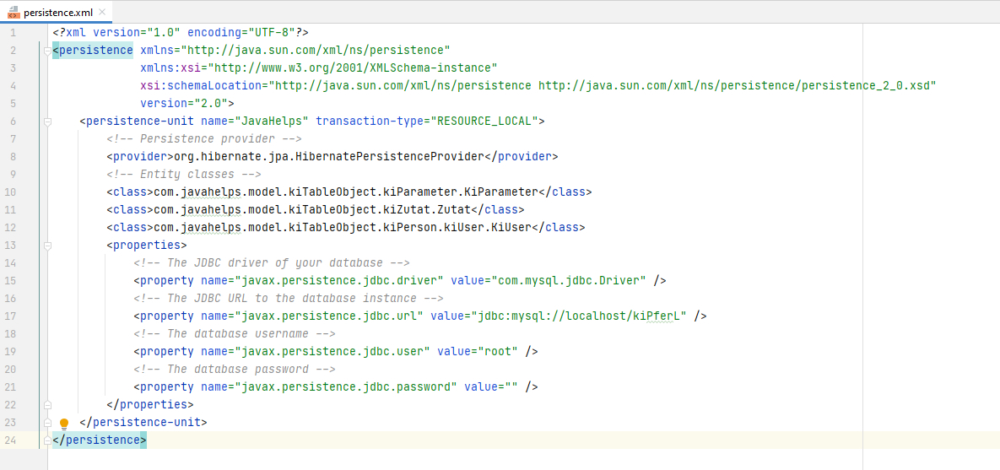 persistence.xml
1 <?xml version="1.0" encoding="UTF-8"?>
2 <persistence xmlns="http://java.sun.com/xml/ns/persistence"
3 xmlns:xsi="http://www.w3.org/2001/XMLSchema-instance"
4 xsi:schemaLocation="http://java.sun.com/xml/ns/persistence http://java.sun.com/xml/ns/persistence/persistence_2_0.xsd"
5 version="2.0">
6 <persistence-unit name="JavaHelps" transaction-type="RESOURCE_LOCAL">
7 <!-- Persistence provider -->
8 <provider>org.hibernate.jpa.HibernatePersistenceProvider</provider>
9 <!-- Entity classes -->
10 <class>com.javahelps.model.kiTableObject.kiParameter.KiParameter</class>
11 <class>com.javahelps.model.kiTableObject.kiZutat.Zutat</class>
12 <class>com.javahelps.model.kiTableObject.kiPerson.kiUser.KiUser</class>
13 <properties>
14 <!-- The JDBC driver of your database -->
15 <property name="javax.persistence.jdbc.driver" value="com.mysql.jdbc.Driver" />
16 <!-- The JDBC URL to the database instance -->
17 <property name="javax.persistence.jdbc.url" value="jdbc:mysql://localhost/kiPferL" />
18 <!-- The database username -->
19 <property name="javax.persistence.jdbc.user" value="root" />
20 <!-- The database password -->
21 <property name="javax.persistence.jdbc.password" value="" />
22 </properties>
23 </persistence-unit>
24 </persistence>